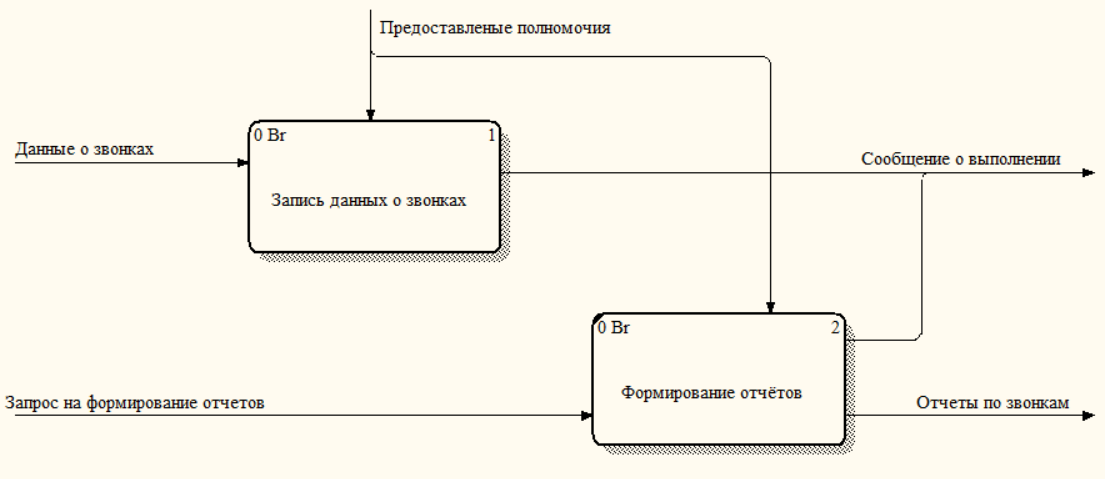 Предоставленые полномочия
0 Br 1
Данные о звонках
Сообщение о выполнении
Запись данных о звонках
0 Br 2
Формирование отчётов
Запрос на формирование отчетов
Отчеты по звонкам